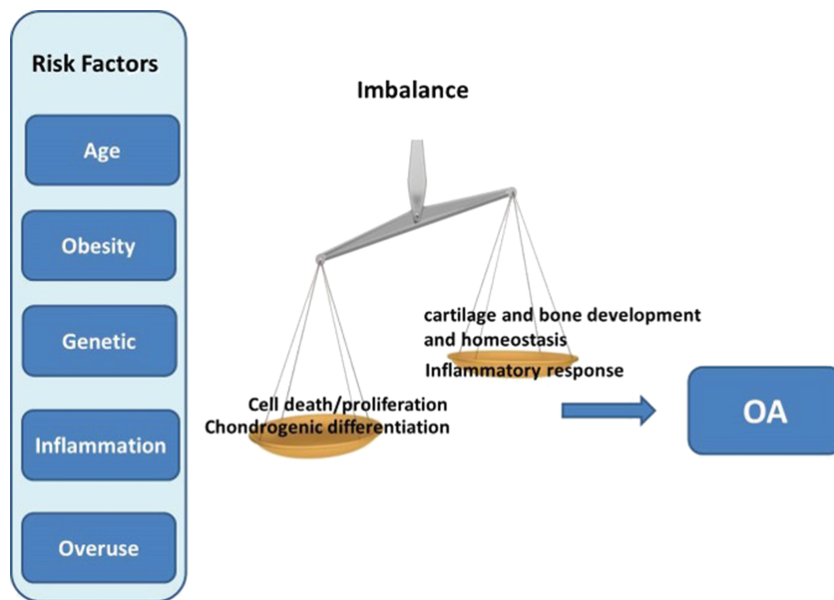 Risk Factors
Age
Obesity
Genetic
Inflammation
Overuse
Imbalance
cartilage and bone development
and homeostasis
Inflammatory response
Cell death/proliferation
Chondrogenic differentiation
OA